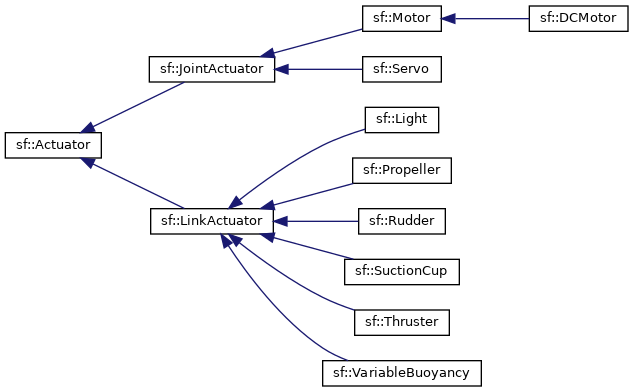 sf::Motor
sf::DCMotor
sf::JointActuator
sf::Servo
sf::Light
sf::Actuator
sf::Propeller
sf::LinkActuator
sf::Rudder
sf::SuctionCup
sf::Thruster
sf::VariableBuoyancy